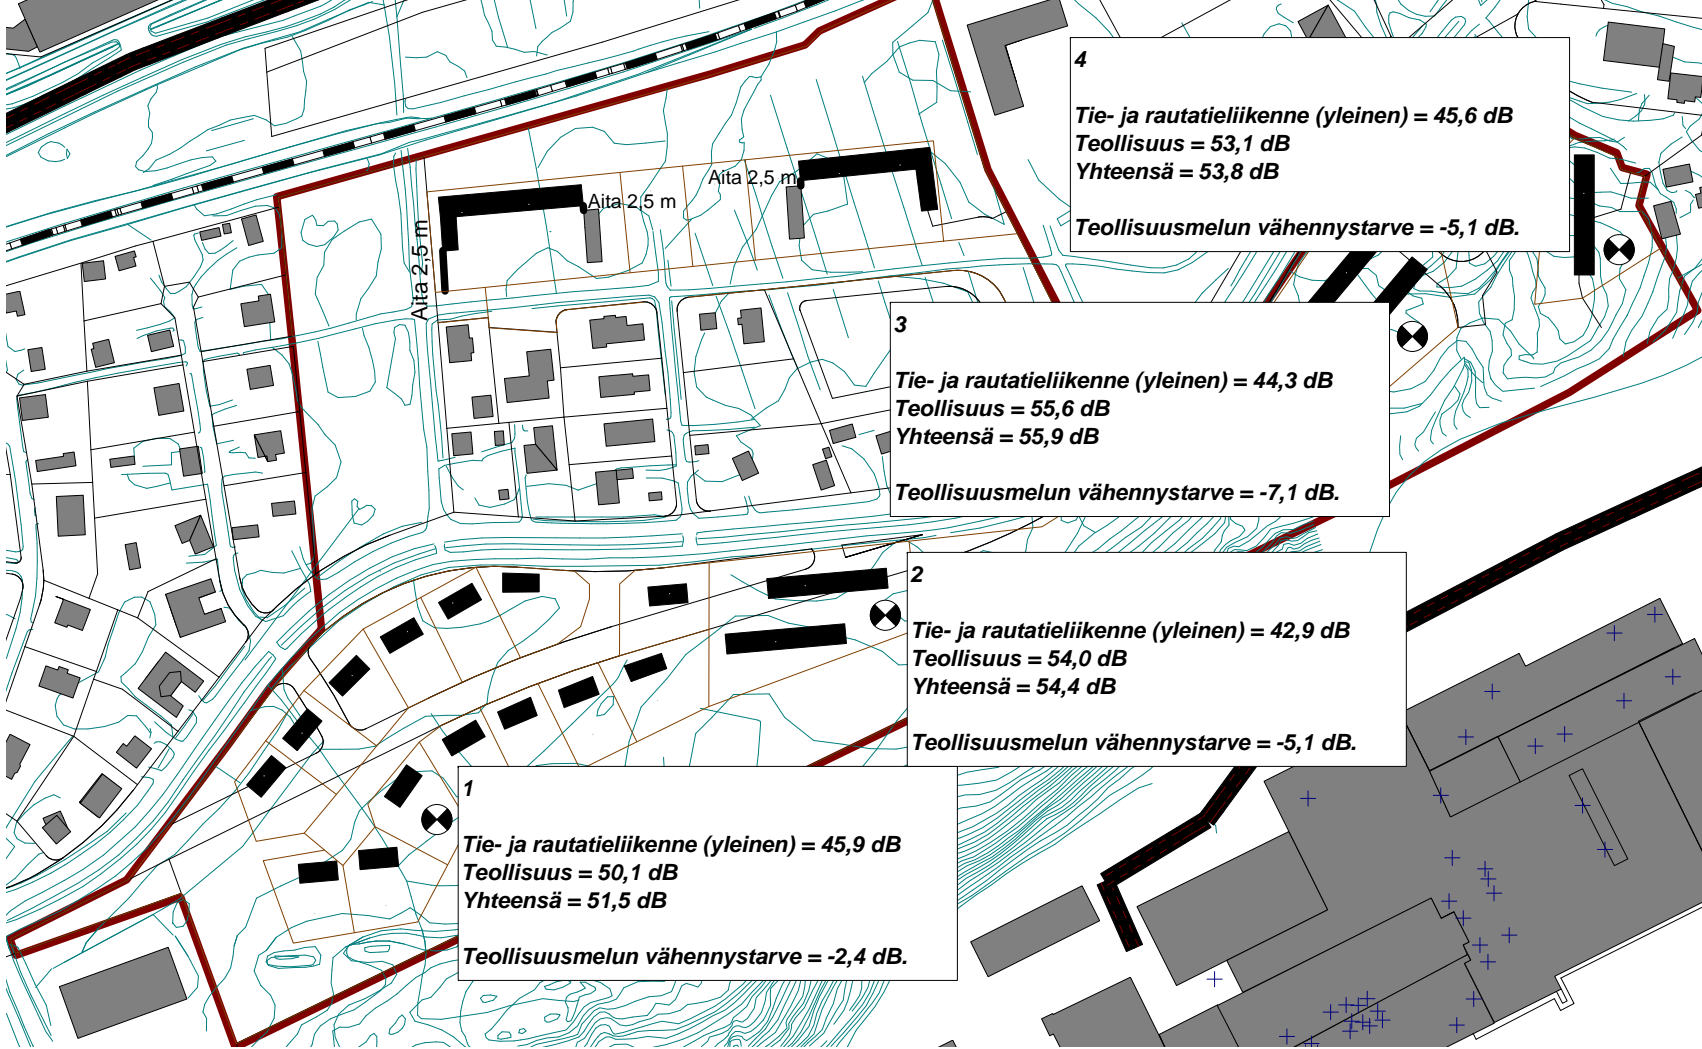 4
Tie- ja rautatieliikenne (yleinen) = 45,6 dB
Teollisuus = 53,1 dB
Yhteensä = 53,8 dB
Teollisuusmelun vähennystarve = -5,1 dB.
Aita 2,5 m
Aita 2,5 m
Aita 2,5 m
3
Tie- ja rautatieliikenne (yleinen) = 44,3 dB
Teollisuus = 55,6 dB
Yhteensä = 55,9 dB
Teollisuusmelun vähennystarve = -7,1 dB.
2
Tie- ja rautatieliikenne (yleinen) = 42,9 dB
Teollisuus = 54,0 dB
Yhteensä = 54,4 dB
Teollisuusmelun vähennystarve = -5,1 dB.
1
Tie- ja rautatieliikenne (yleinen) = 45,9 dB
Teollisuus = 50,1 dB
Yhteensä = 51,5 dB
Teollisuusmelun vähennystarve = -2,4 dB.